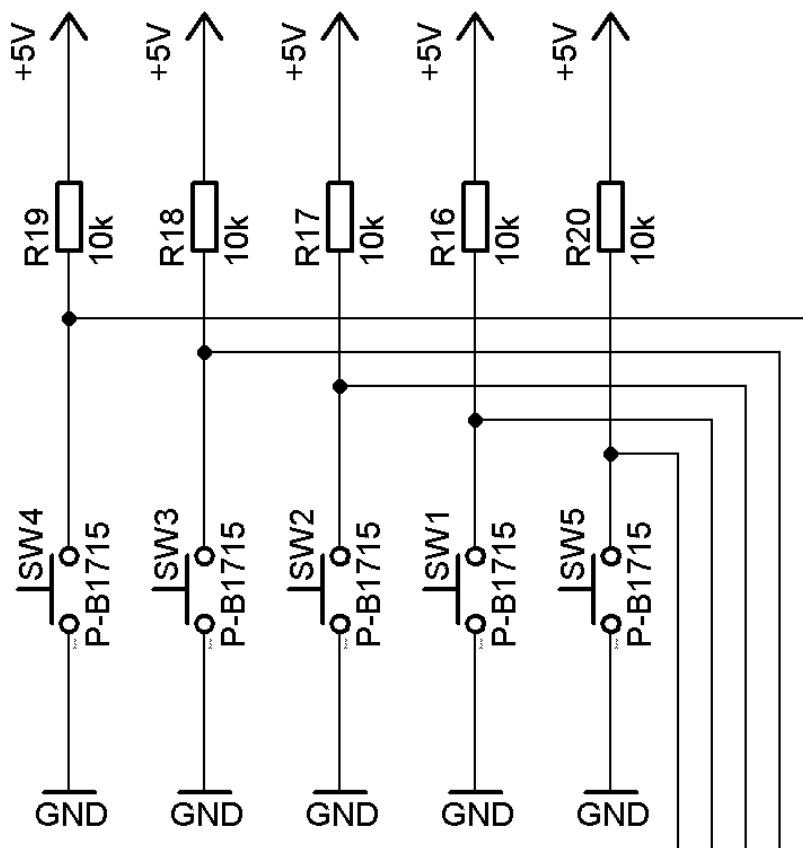 +5V
+5V
+5V
+5V
+5V
R19
10k
R18
10k
R17
10k
R16
10k
R20
10k
SW4
P-B1715
SW3
P-B1715
SW2
P-B1715
SW1
P-B1715
SW5
P-B1715
GND
GND
GND
GND
GND